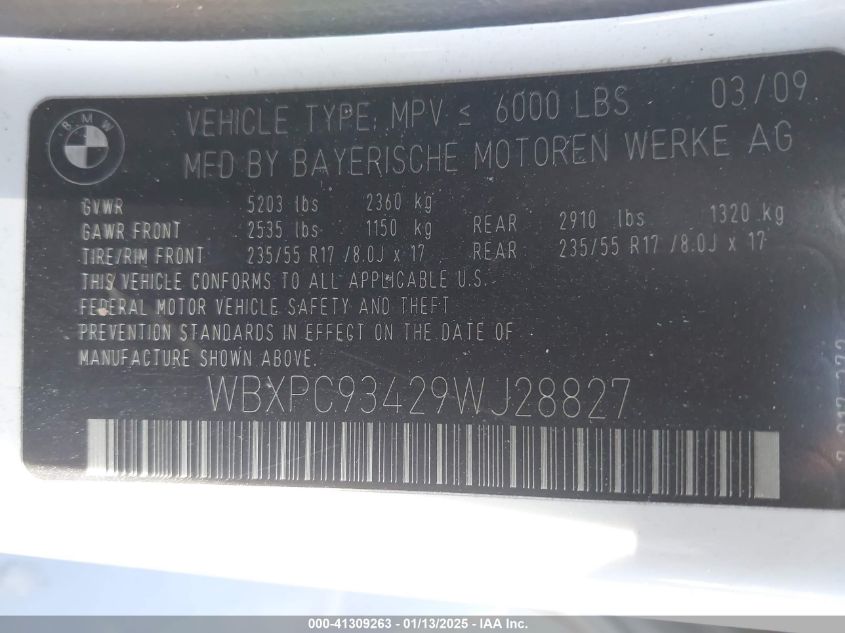 BMW
VEHICLE TYPE: MPV ≤ 6000 LBS 03/09
MFD BY BAYERISCHE MOTOREN WERKE AG
GVWR 5203 lbs 2360 kg
GAWR FRONT 2535 lbs 1150 kg REAR 2910 lbs 1320 kg
TIRE/RIM FRONT 235/55 R17 /8.0J x 17 REAR 235/55 R17 /8.0J x 17
THIS VEHICLE CONFORMS TO ALL APPLICABLE U.S.
FEDERAL MOTOR VEHICLE SAFETY AND THEFT
PREVENTION STANDARDS IN EFFECT ON THE DATE OF
MANUFACTURE SHOWN ABOVE.
WBXPC93429WJ28827
000-41309263 - 01/13/2025 - IAA Inc.